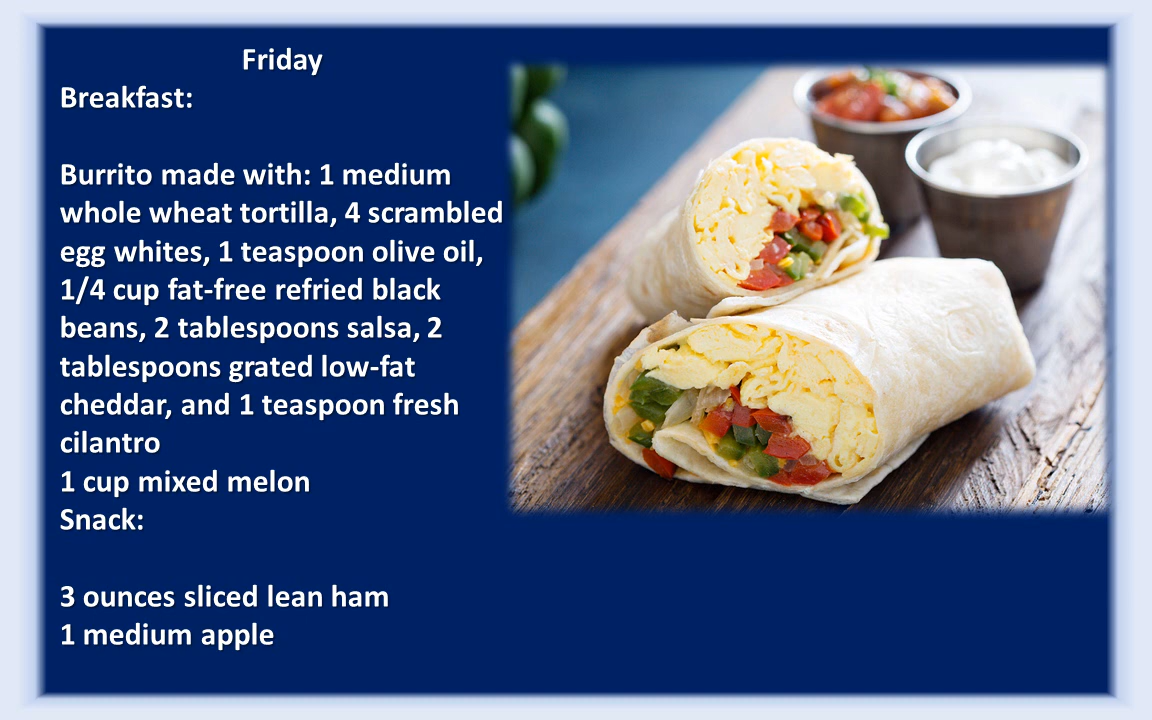 Friday
Breakfast:
Burrito made with: 1 medium
whole wheat tortilla, 4 scrambled
egg whites, 1 teaspoon olive oil,
1/4 cup fat-free refried black
beans, 2 tablespoons salsa, 2
tablespoons grated low-fat
cheddar, and 1 teaspoon fresh
cilantro
1 cup mixed melon
Snack:
3 ounces sliced lean ham
1 medium apple